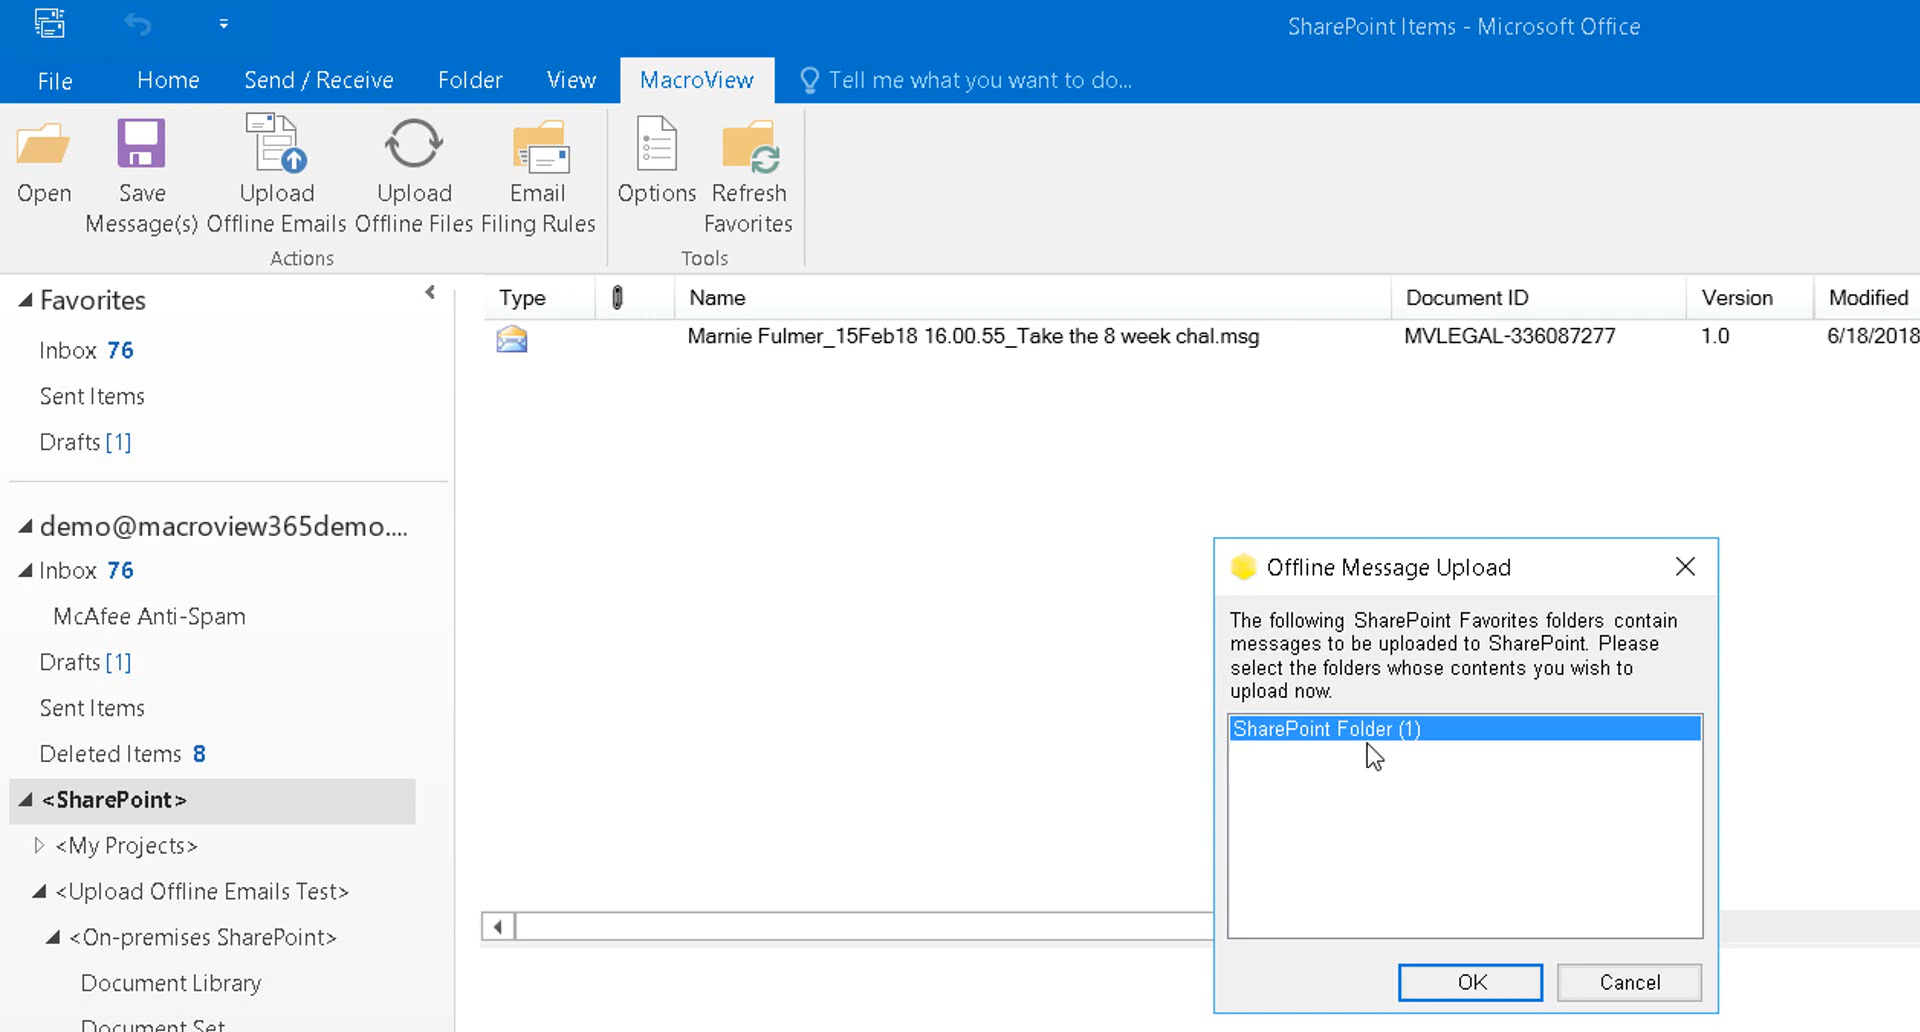 SharePoint Items - Microsoft Office
File Home Send / Receive Folder View MacroView Tell me what you want to do...
Open Save Upload Upload Email Options Refresh
Message(s) Offline Emails Offline Files Filing Rules Favorites
Actions Tools
Favorites
Inbox 76
Sent Items
Drafts [1]
demo@macroview365demo....
Inbox 76
McAfee Anti-Spam
Drafts [1]
Sent Items
Deleted Items 8
<SharePoint>
<My Projects>
<Upload Offline Emails Test>
<On-premises SharePoint>
Document Library
Document Set
Type Name Document ID Version Modified
Marnie Fulmer_15Feb18 16.00.55_Take the 8 week chal.msg MVLEGAL-336087277 1.0 6/18/2018
Offline Message Upload
The following SharePoint Favorites folders contain
messages to be uploaded to SharePoint. Please
select the folders whose contents you wish to
upload now.
SharePoint Folder (1)
OK Cancel